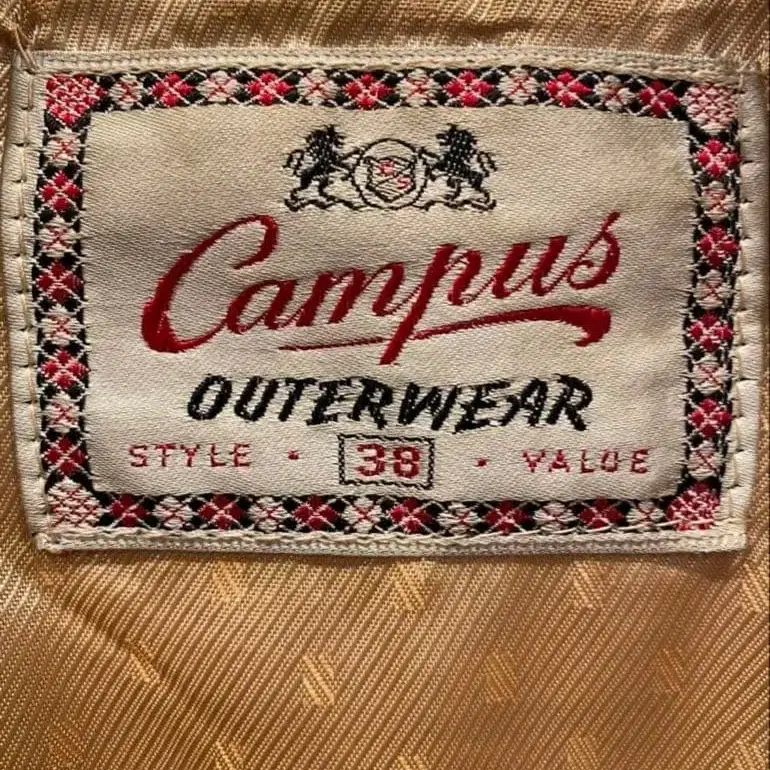 Campus
OUTERWEAR
STYLE · 38 · VALUE